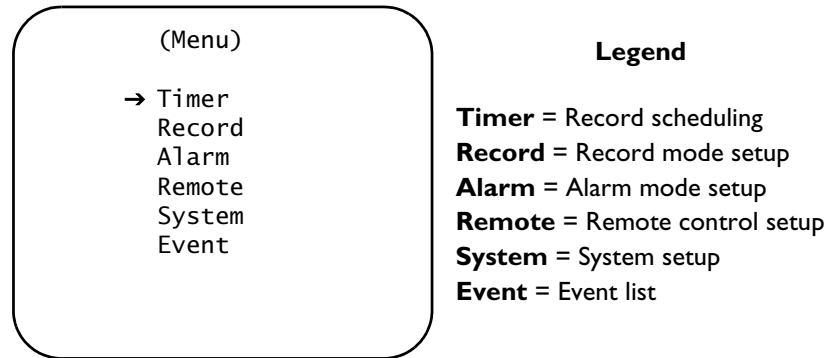 (Menu)
➔ Timer
Record
Alarm
Remote
System
Event
Legend
Timer = Record scheduling
Record = Record mode setup
Alarm = Alarm mode setup
Remote = Remote control setup
System = System setup
Event = Event list